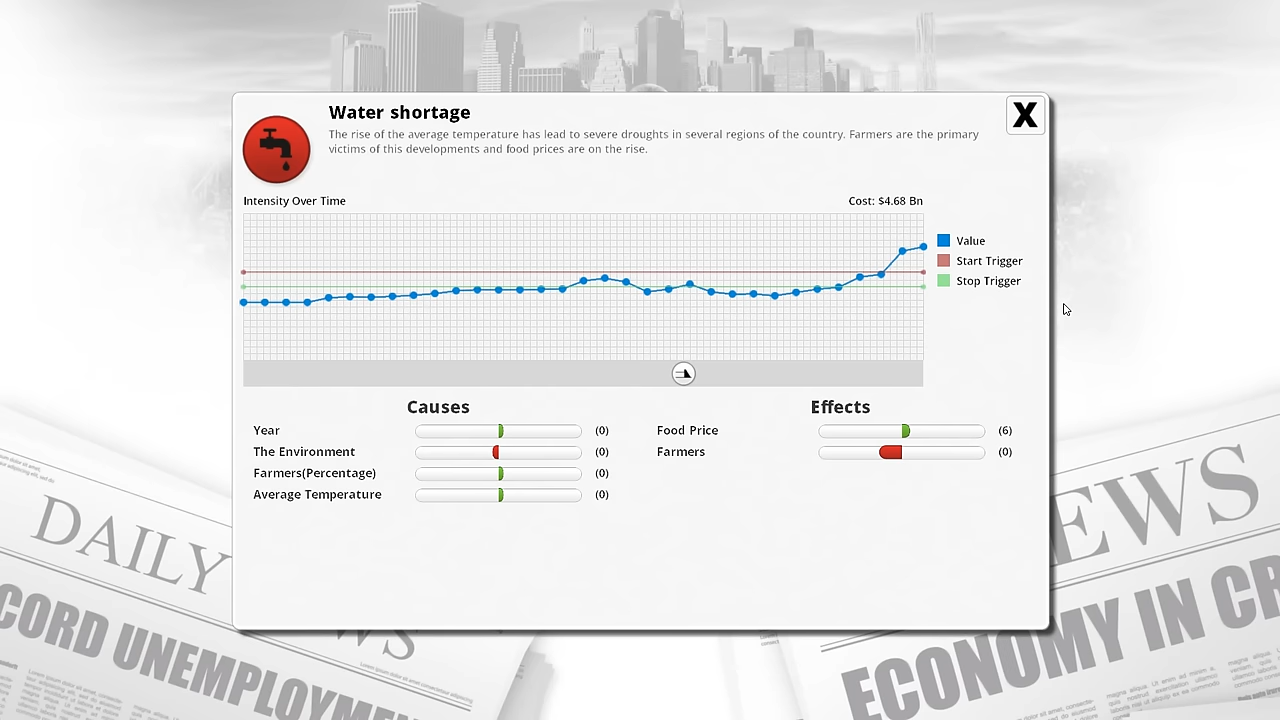 Water shortage
X
The rise of the average temperature has lead to severe droughts in several regions of the country. Farmers are the primary
victims of this developments and food prices are on the rise.
Intensity Over Time
Cost: $4.68 Bn
Value
Start Trigger
Stop Trigger
Causes
Effects
Year (0)
Food Price (6)
The Environment (0)
Farmers (0)
Farmers(Percentage) (0)
Average Temperature (0)
DAILY
NEWS
CORD UNEMPLOYMEN
EWS
ECONOMY IN CR